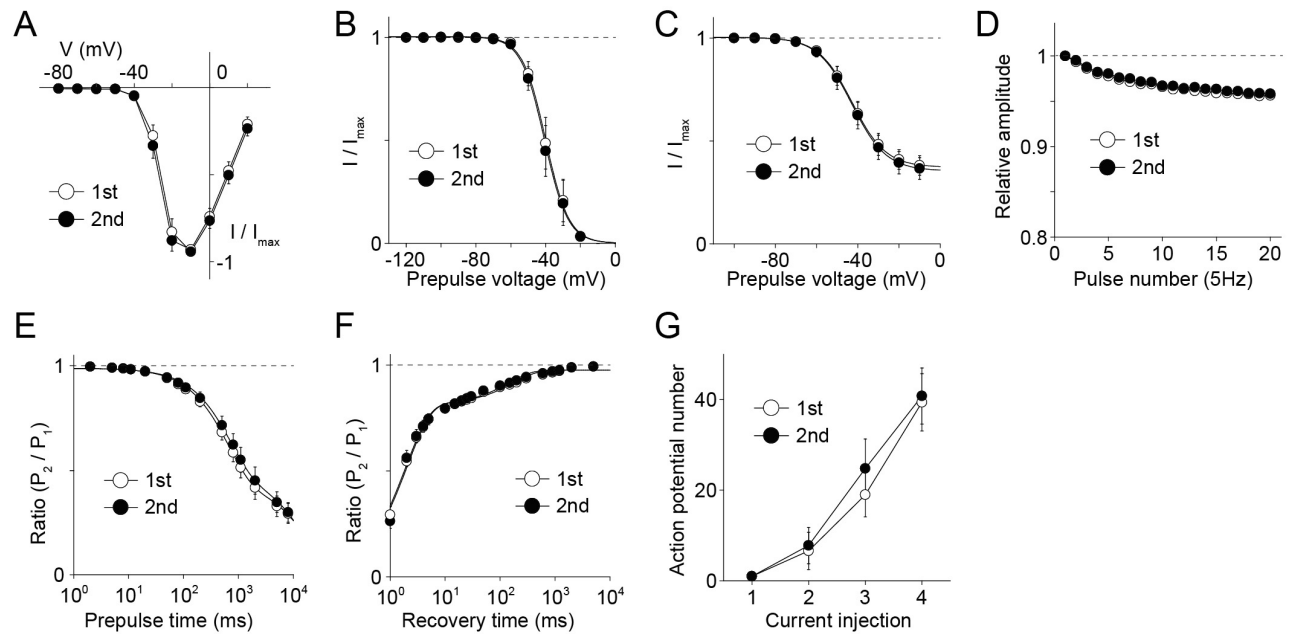 A
V (mV)
-80 -40 0
1st
2nd
I / Imax
-1
B
1
I / Imax
1st
2nd
0
-120 -80 -40 0
Prepulse voltage (mV)
C
1
I / Imax
1st
2nd
0
-80 -40 0
Prepulse voltage (mV)
D
1
Relative amplitude
0.9
1st
2nd
0.8
0 5 10 15 20
Pulse number (5Hz)
E
1
Ratio (P2 / P1)
1st
2nd
0
10^0 10^1 10^2 10^3 10^4
Prepulse time (ms)
F
1
Ratio (P2 / P1)
1st
2nd
0
10^0 10^1 10^2 10^3 10^4
Recovery time (ms)
G
Action potential number
40
1st
2nd
20
0
1 2 3 4
Current injection